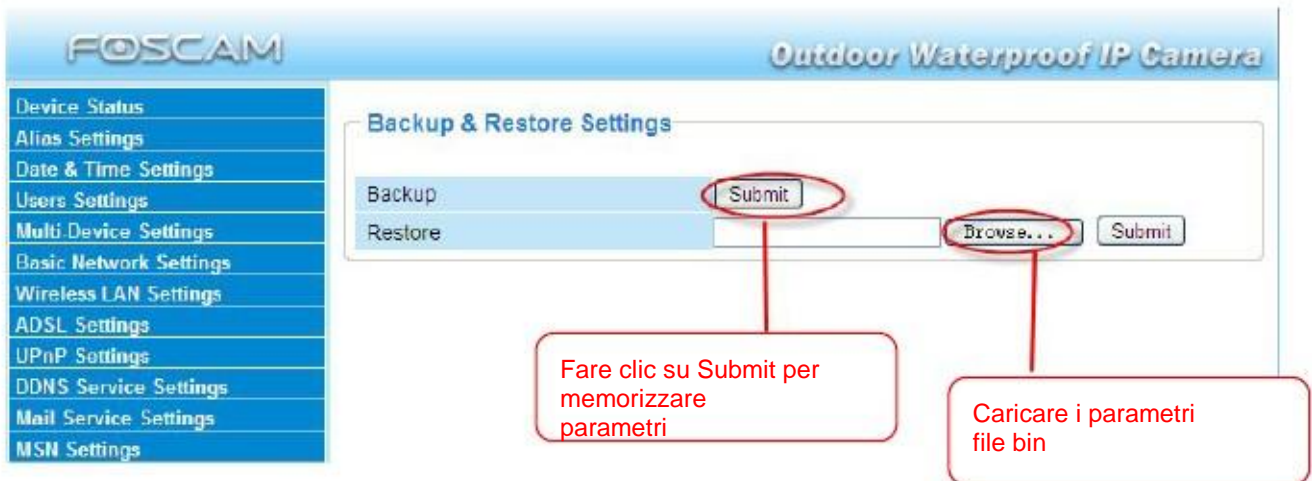 FOSCAM
Outdoor Waterproof IP Camera
Device Status
Alias Settings
Date & Time Settings
Users Settings
Multi-Device Settings
Basic Network Settings
Wireless LAN Settings
ADSL Settings
UPnP Settings
DDNS Service Settings
Mail Service Settings
MSN Settings
Backup & Restore Settings
Backup Submit
Restore Browse... Submit
Fare clic su Submit per
memorizzare
parametri
Caricare i parametri
file bin